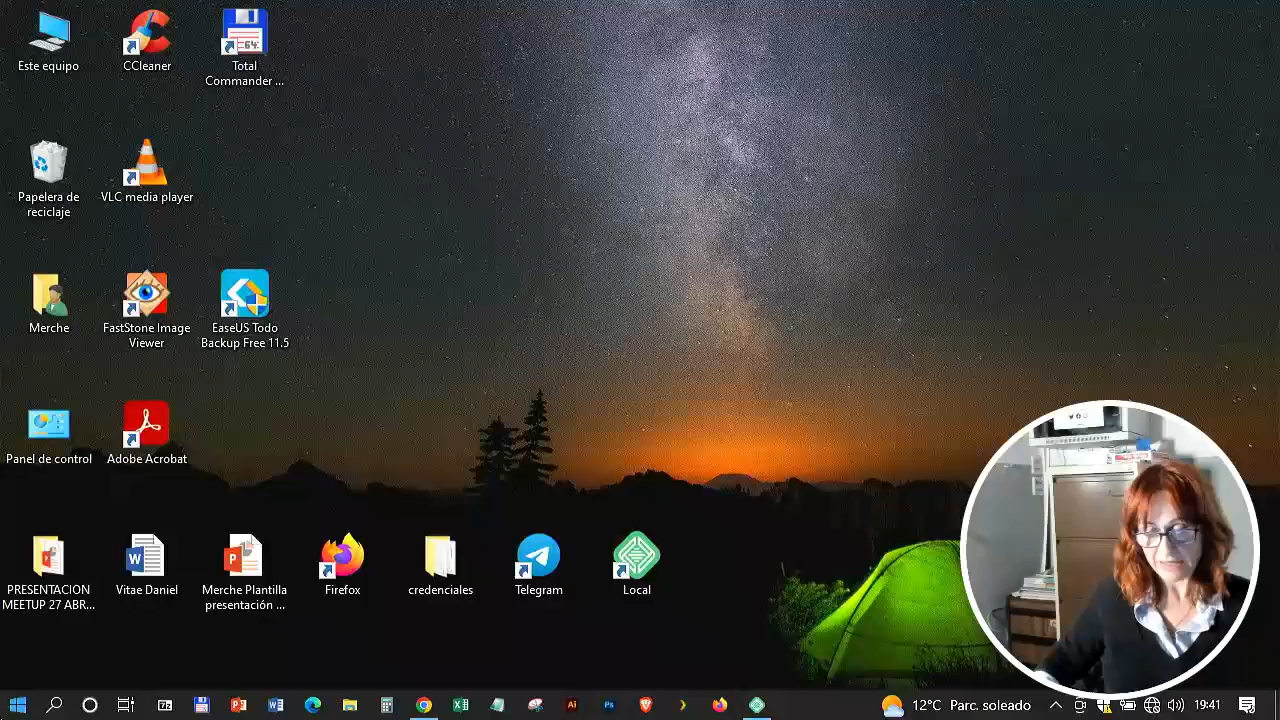 Este equipo
CCleaner
Total
Commander ...
64
Papelera de
reciclaje
VLC media player
Merche
FastStone Image
Viewer
EaseUS Todo
Backup Free 11.5
Panel de control
Adobe Acrobat
PRESENTACION
MEETUP 27 ABR...
Vitae Daniel
Merche Plantilla
presentación ...
Firefox
credenciales
Telegram
Local
12°C Parc. soleado
19:41